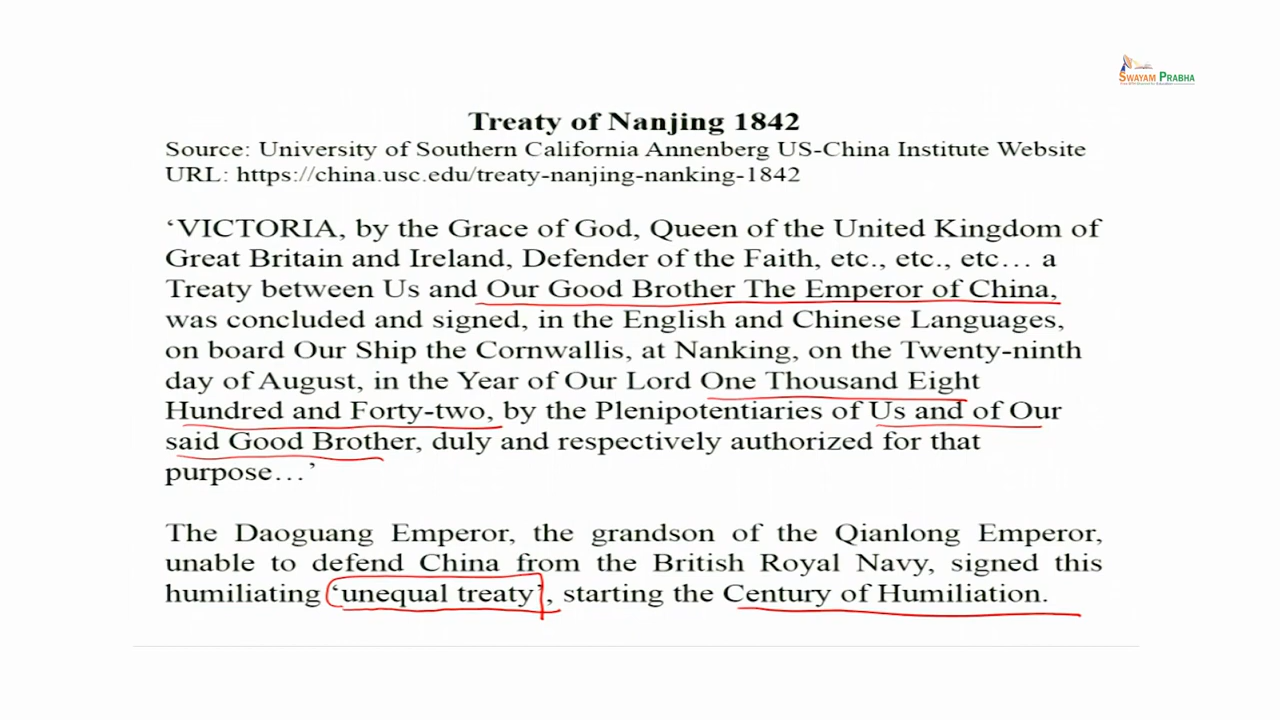 SWAYAM PRABHA
Treaty of Nanjing 1842
Source: University of Southern California Annenberg US-China Institute Website
URL: https://china.usc.edu/treaty-nanjing-nanking-1842
‘VICTORIA, by the Grace of God, Queen of the United Kingdom of
Great Britain and Ireland, Defender of the Faith, etc., etc., etc… a
Treaty between Us and Our Good Brother The Emperor of China,
was concluded and signed, in the English and Chinese Languages,
on board Our Ship the Cornwallis, at Nanking, on the Twenty-ninth
day of August, in the Year of Our Lord One Thousand Eight
Hundred and Forty-two, by the Plenipotentiaries of Us and of Our
said Good Brother, duly and respectively authorized for that
purpose…’
The Daoguang Emperor, the grandson of the Qianlong Emperor,
unable to defend China from the British Royal Navy, signed this
humiliating ‘unequal treaty’, starting the Century of Humiliation.